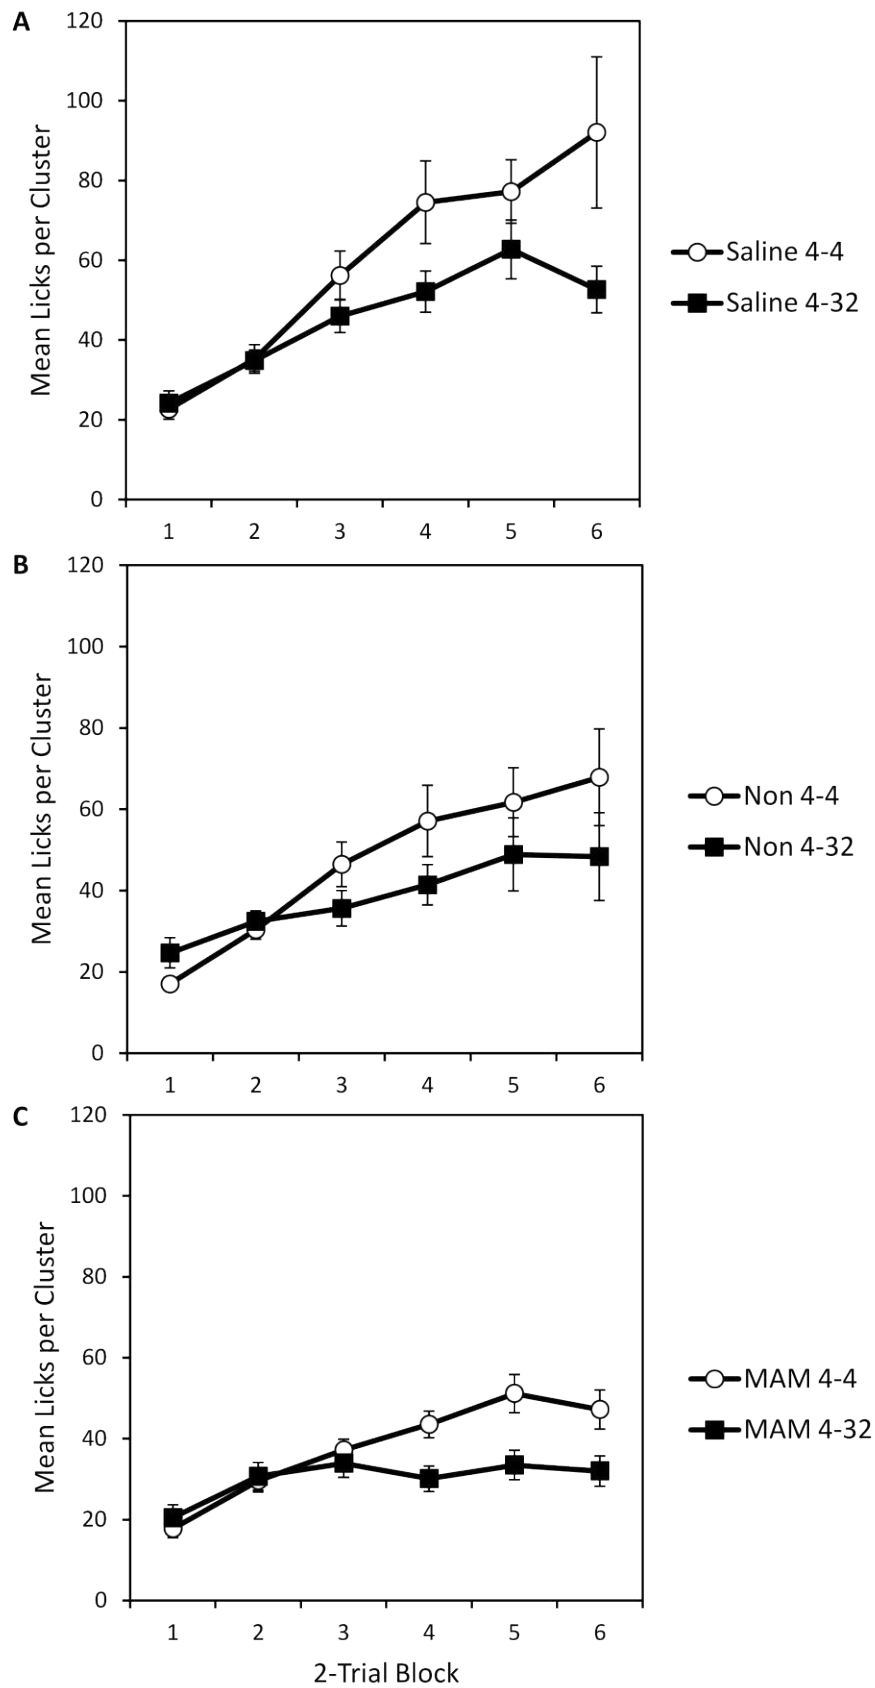 A
120
100
80
60
40
20
0
Mean Licks per Cluster
1 2 3 4 5 6
Saline 4-4
Saline 4-32
B
120
100
80
60
40
20
0
Mean Licks per Cluster
1 2 3 4 5 6
Non 4-4
Non 4-32
C
120
100
80
60
40
20
0
Mean Licks per Cluster
1 2 3 4 5 6
2-Trial Block
MAM 4-4
MAM 4-32